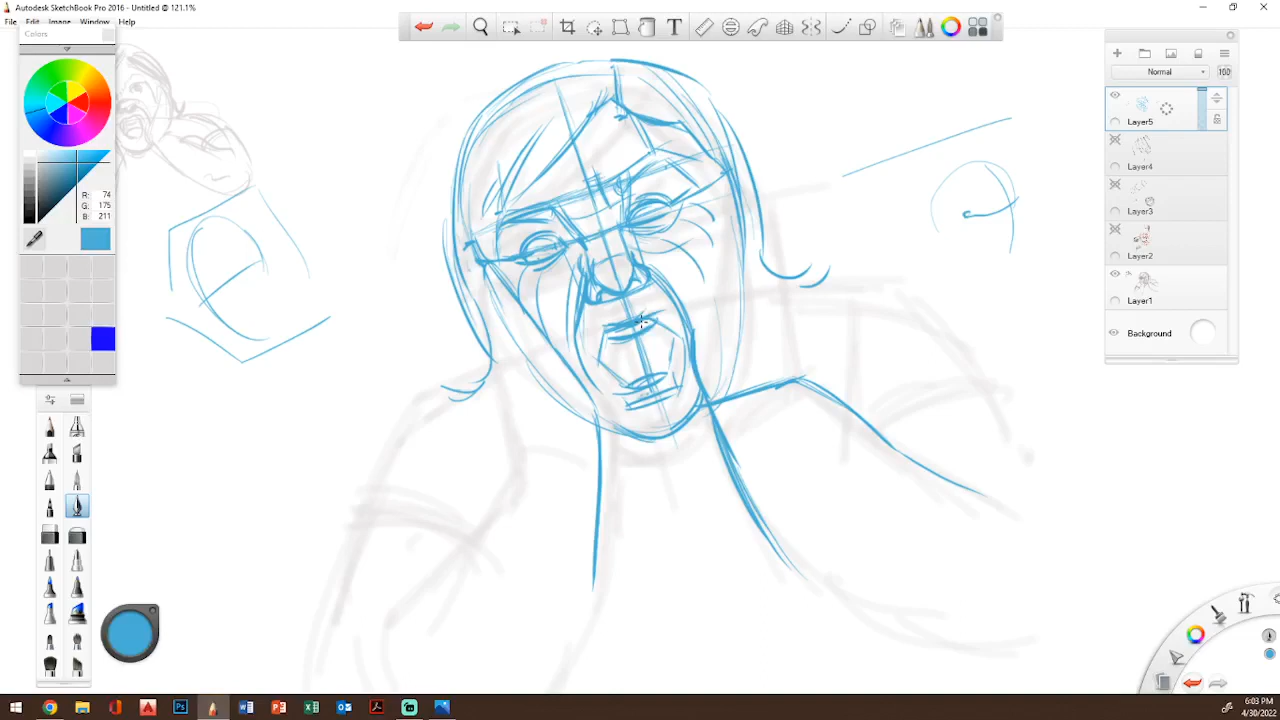 Autodesk SketchBook Pro 2016 - Untitled @ 121.1%
File Edit Image Window Help
Colors
R: 74
G: 175
B: 211
Normal
100
Layer5
Layer4
Layer3
Layer2
Layer1
Background
6:03 PM
4/30/2022